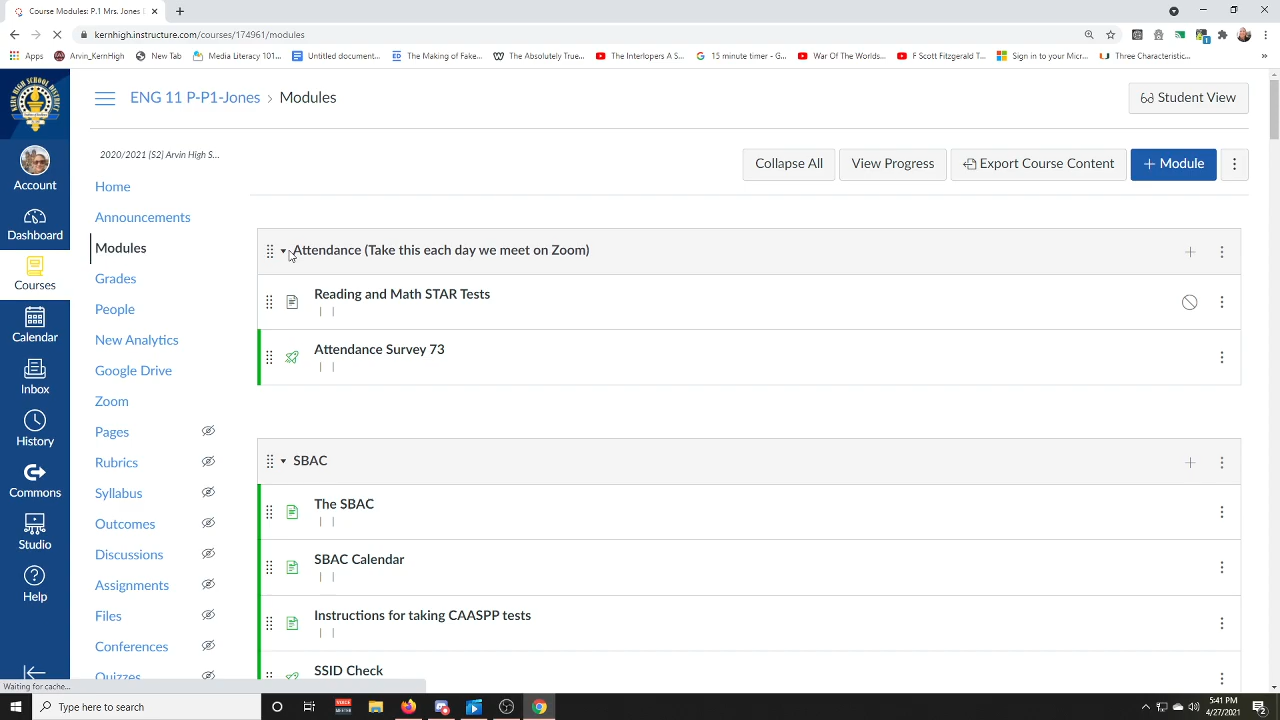 P.1 Mrs. Jones
kernhigh.instructure.com/courses/174961/modules
Apps
Arvin_KernHigh
New Tab
Media Literacy 101...
Untitled document...
The Making of Fake...
The Absolutely True...
The Interlopers A S...
15 minute timer - G...
War Of The Worlds...
F Scott Fitzgerald T...
Sign in to your Micr...
Three Characteristic...
ENG 11 P-P1-Jones › Modules
Student View
2020/2021 [S2] Arvin High S...
Collapse All
View Progress
Export Course Content
+ Module
Account
Dashboard
Courses
Calendar
Inbox
History
Commons
Studio
Help
Home
Announcements
Modules
Grades
People
New Analytics
Google Drive
Zoom
Pages
Rubrics
Syllabus
Outcomes
Discussions
Assignments
Files
Conferences
Quizzes
Attendance (Take this each day we meet on Zoom)
Reading and Math STAR Tests
Attendance Survey 73
SBAC
The SBAC
SBAC Calendar
Instructions for taking CAASPP tests
SSID Check
Waiting for cache...
Type here to search
5:41 PM
4/27/2021